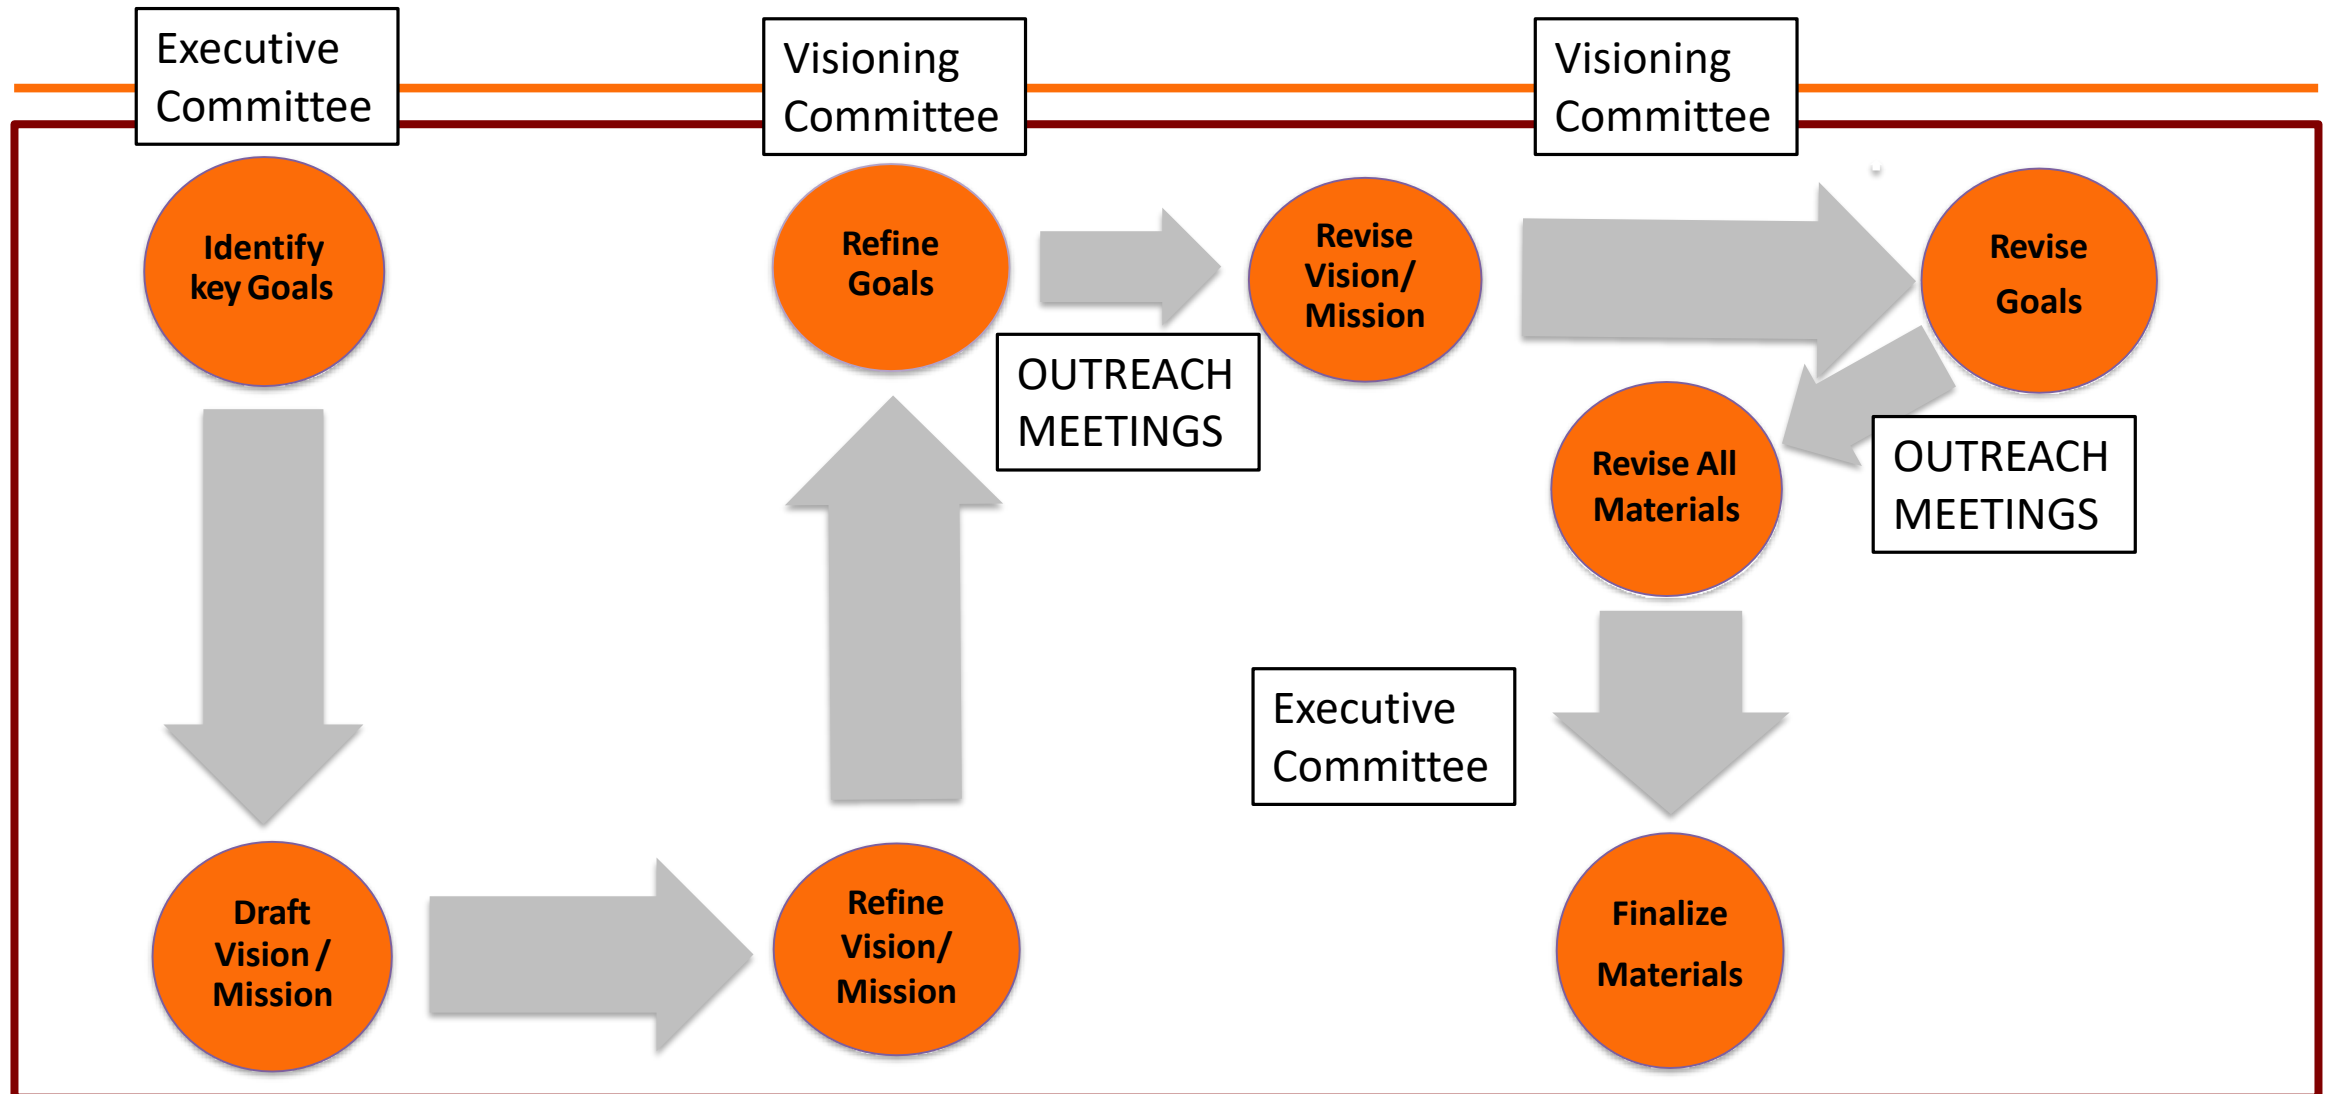 Executive
Committee
Identify
key Goals
Draft
Vision /
Mission
Refine
Vision/
Mission
Visioning
Committee
Refine
Goals
OUTREACH
MEETINGS
Revise
Vision/
Mission
Visioning
Committee
Revise
Goals
OUTREACH
MEETINGS
Revise All
Materials
Executive
Committee
Finalize
Materials